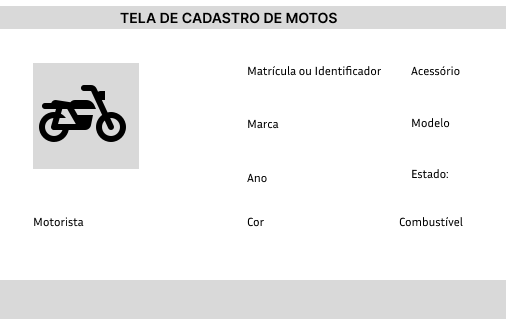 TELA DE CADASTRO DE MOTOS
Matrícula ou Identificador
Acessório
Marca
Modelo
Ano
Estado:
Motorista
Cor
Combustível